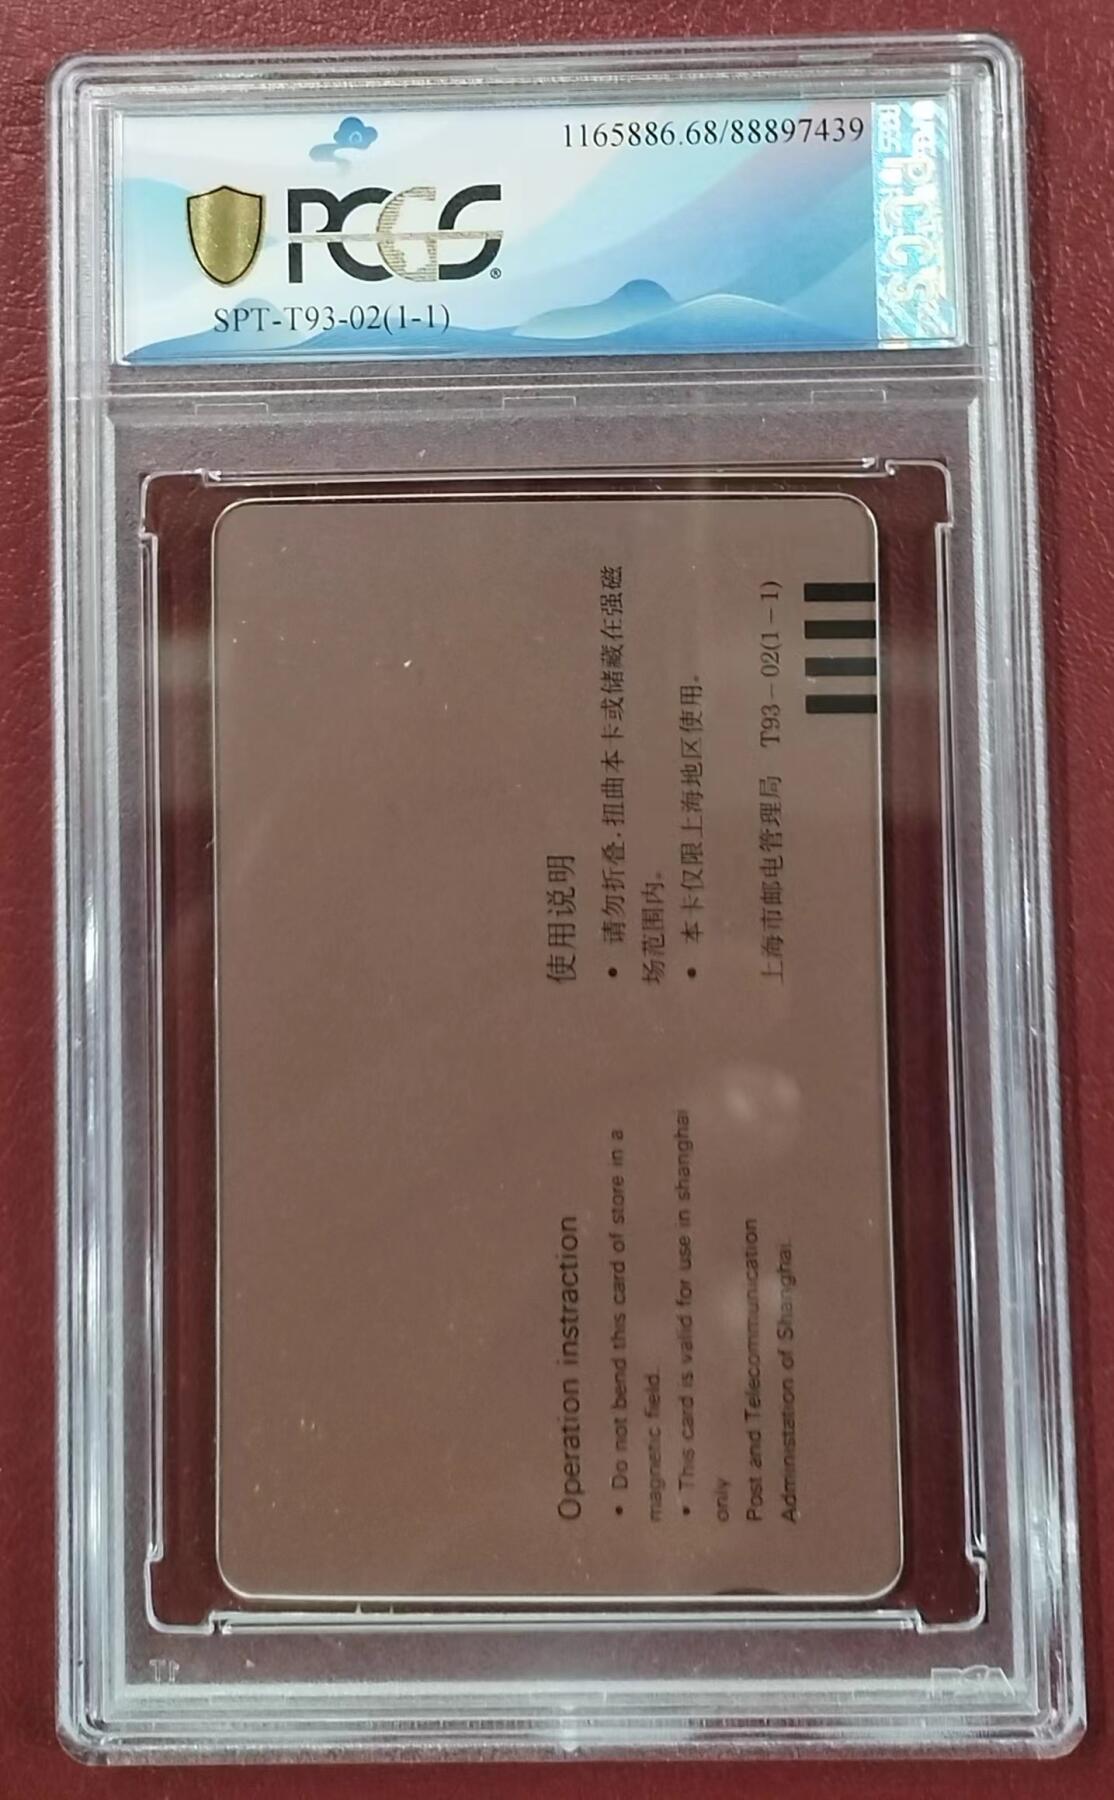 1165886.68/88897439
PCGS
SPT-T93-02(1-1)
使用说明
• 请勿折叠.扭曲本卡或储藏在强磁
场范围内。
• 本卡仅限上海地区使用。
上海市邮电管理局 T93-02(1-1)
Operation instraction
• Do not bend this card of store in a
magnetic field.
• This card is valid for use in shanghai
only
Post and Telecommunication
Administation of Shanghai.